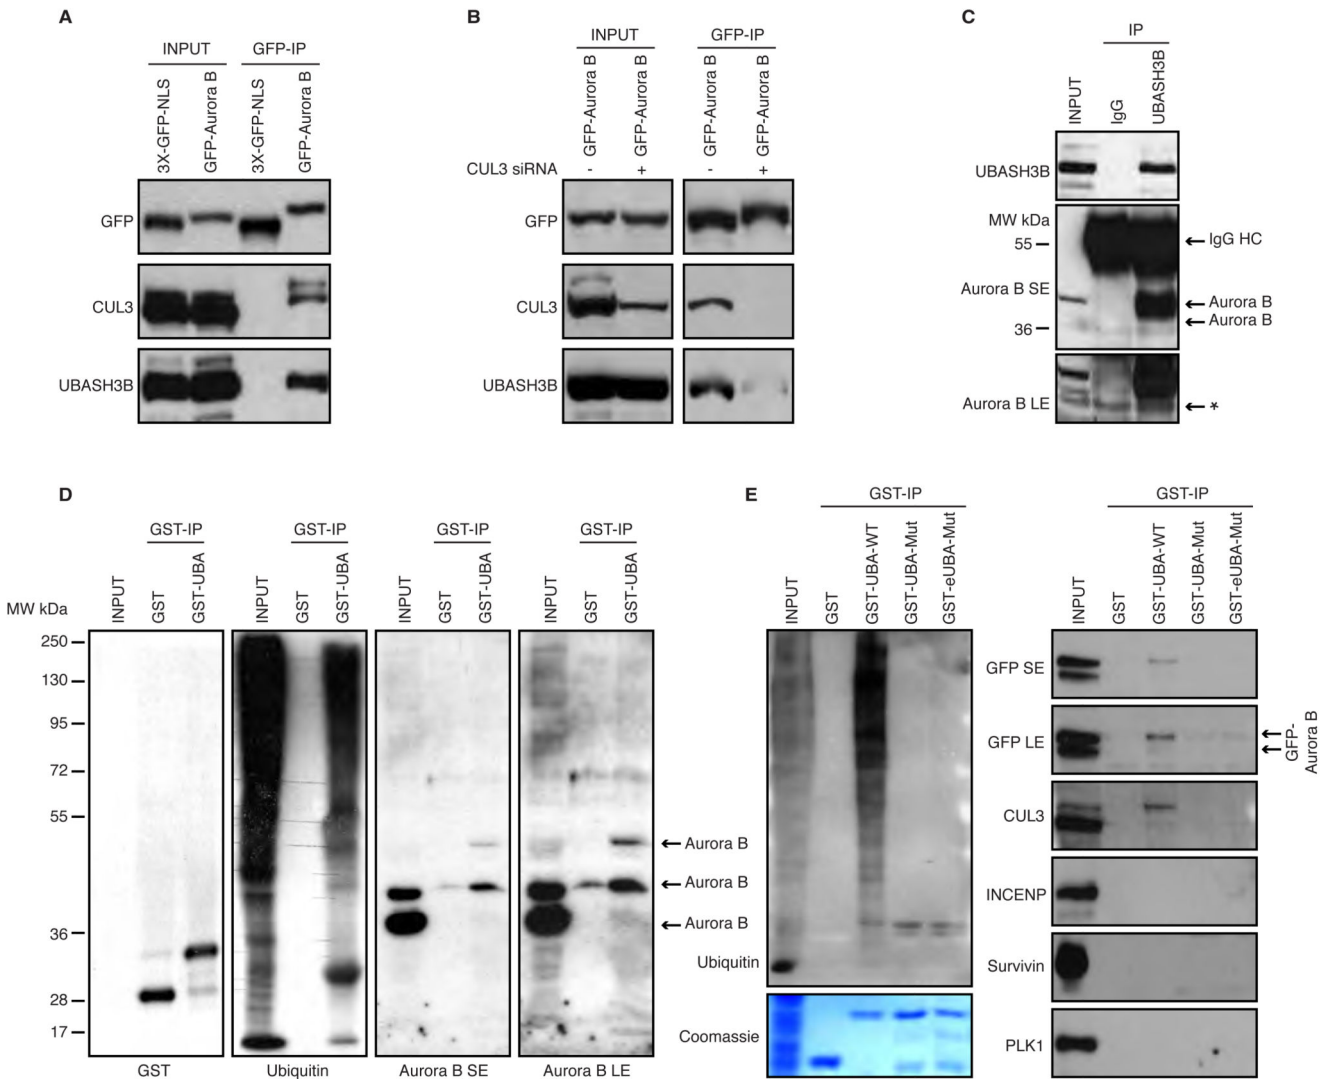 A
INPUT GFP-IP
3X-GFP-NLS
GFP-Aurora B
3X-GFP-NLS
GFP-Aurora B
GFP
CUL3
UBASH3B
B
INPUT GFP-IP
GFP-Aurora B
GFP-Aurora B
GFP-Aurora B
GFP-Aurora B
CUL3 siRNA - + - +
GFP
CUL3
UBASH3B
C
IP
INPUT
IgG
UBASH3B
UBASH3B
MW kDa
55
IgG HC
Aurora B SE
Aurora B
Aurora B
36
Aurora B LE
*
D
GST-IP GST-IP GST-IP GST-IP
INPUT
GST
GST-UBA
INPUT
GST
GST-UBA
INPUT
GST
GST-UBA
INPUT
GST
GST-UBA
MW kDa
250
130
95
72
55
36
28
17
Aurora B
Aurora B
Aurora B
GST Ubiquitin Aurora B SE Aurora B LE
E
GST-IP
INPUT
GST
GST-UBA-WT
GST-UBA-Mut
GST-eUBA-Mut
Ubiquitin
Coomassie
GST-IP
INPUT
GST
GST-UBA-WT
GST-UBA-Mut
GST-eUBA-Mut
GFP SE
GFP LE
GFP-
Aurora B
CUL3
INCENP
Survivin
PLK1